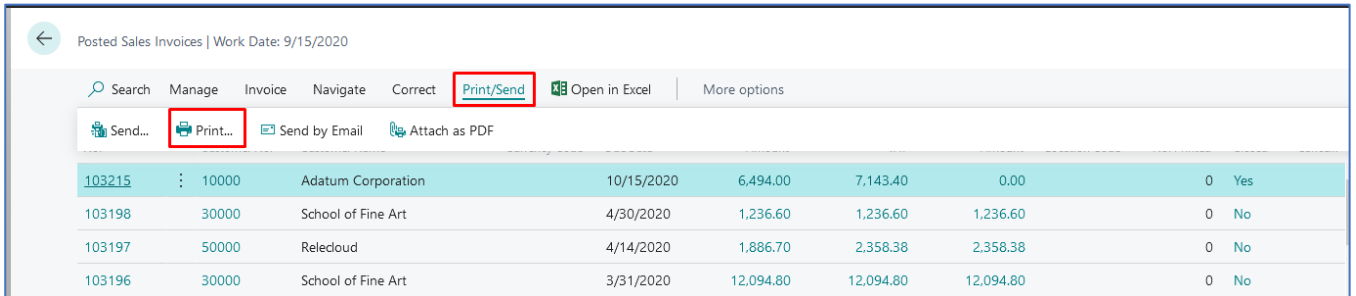 Posted Sales Invoices | Work Date: 9/15/2020
Search Manage Invoice Navigate Correct Print/Send Open in Excel More options
Send... Print... Send by Email Attach as PDF
103215 10000 Adatum Corporation 10/15/2020 6,494.00 7,143.40 0.00 0 Yes
103198 30000 School of Fine Art 4/30/2020 1,236.60 1,236.60 1,236.60 0 No
103197 50000 Relecloud 4/14/2020 1,886.70 2,358.38 2,358.38 0 No
103196 30000 School of Fine Art 3/31/2020 12,094.80 12,094.80 12,094.80 0 No